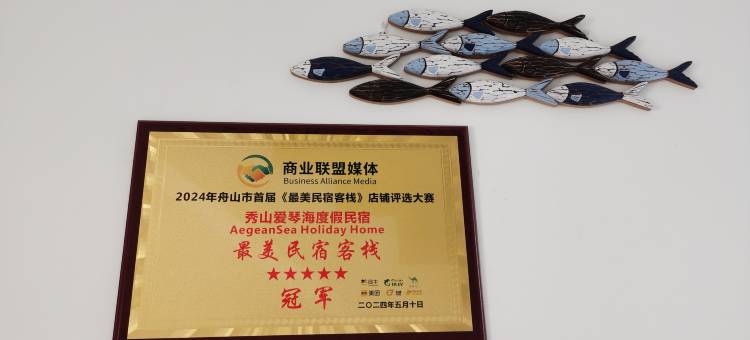 商业联盟媒体
Business Alliance Media
2024年舟山市首届《最美民宿客栈》店铺评选大赛
秀山爱琴海度假民宿
AegeanSea Holiday Home
最美民宿客栈
★★★★★
冠军
美团
二〇二四年五月十日